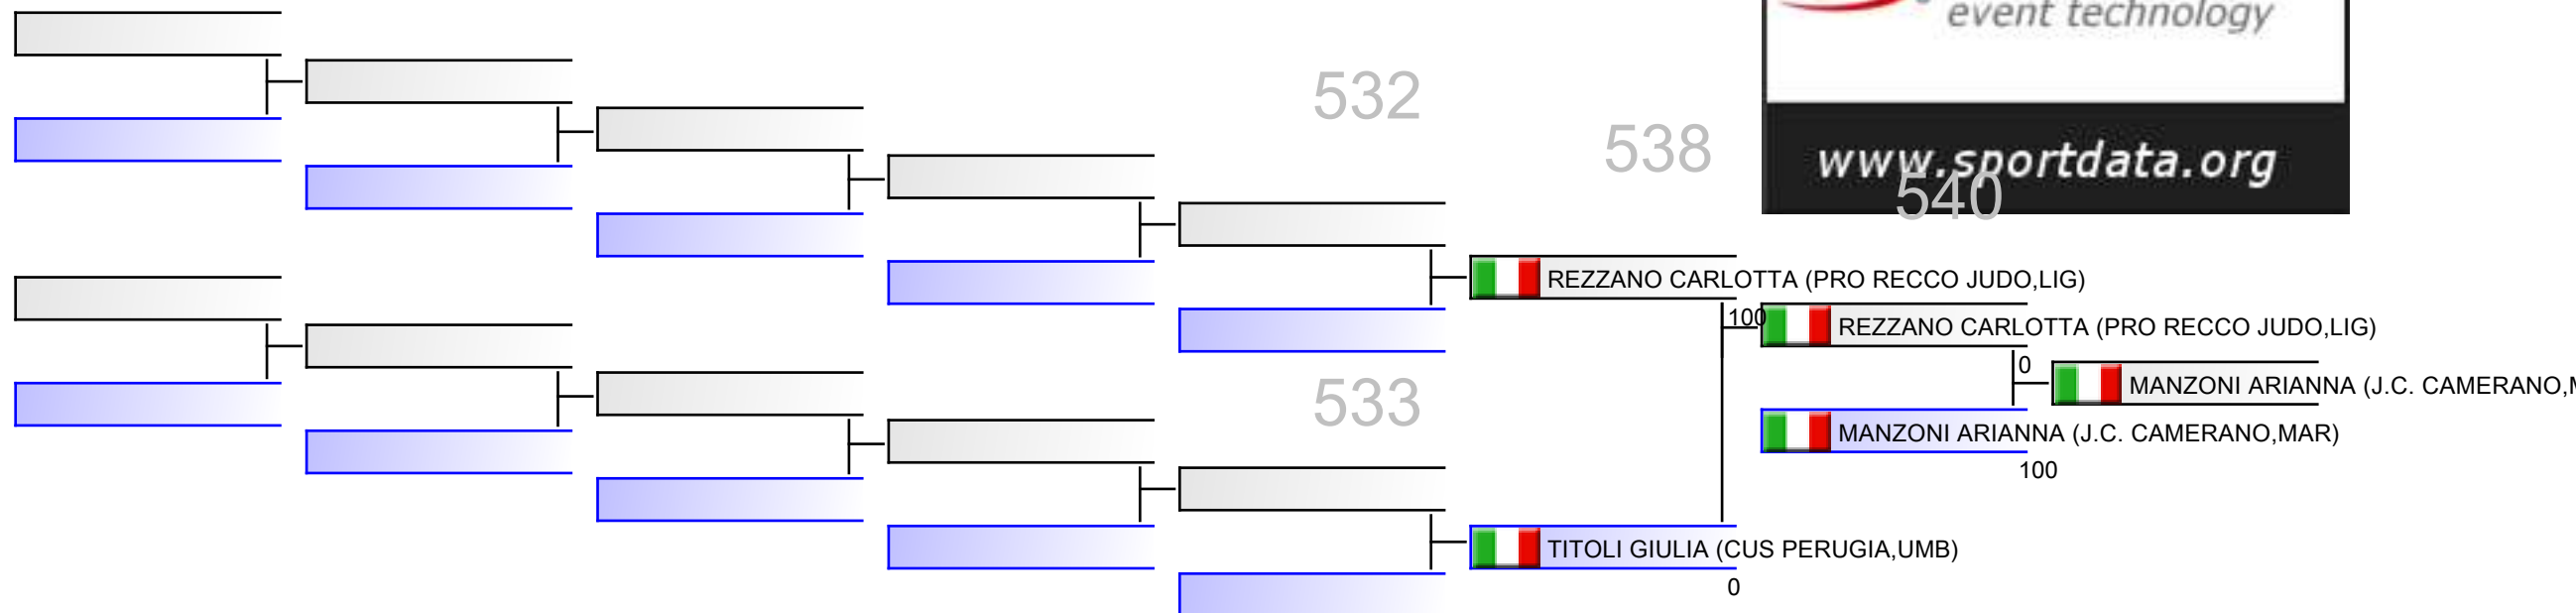 event technology
532
538
www.sportdata.org
540
REZZANO CARLOTTA (PRO RECCO JUDO,LIG)
100
REZZANO CARLOTTA (PRO RECCO JUDO,LIG)
0
MANZONI ARIANNA (J.C. CAMERANO,M
533
MANZONI ARIANNA (J.C. CAMERANO,MAR)
100
TITOLI GIULIA (CUS PERUGIA,UMB)
0